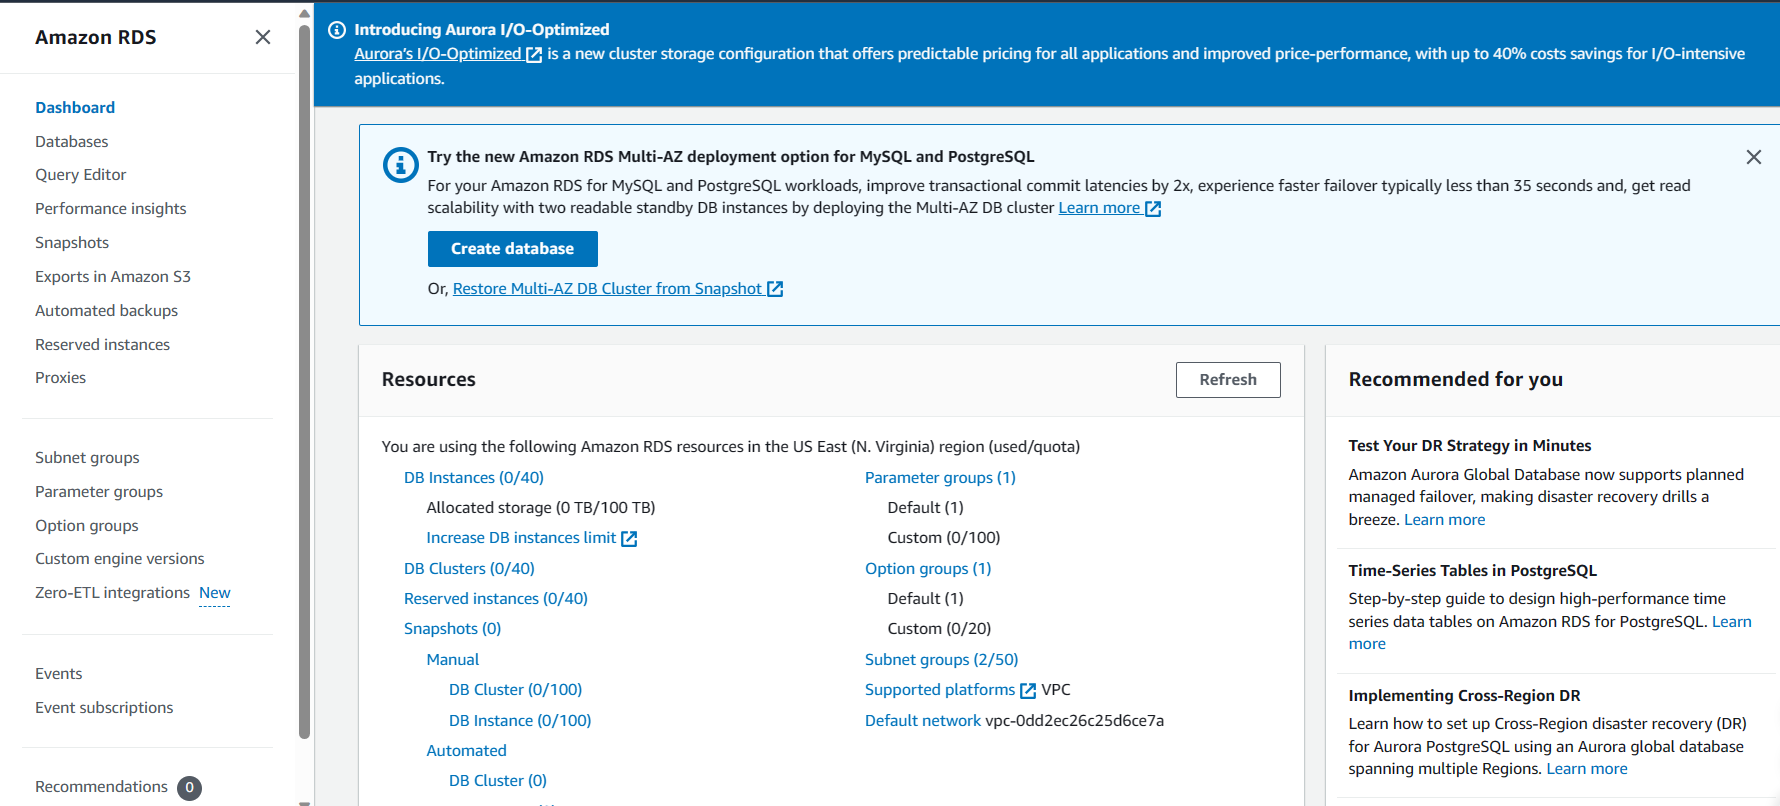 Amazon RDS
Dashboard
Databases
Query Editor
Performance insights
Snapshots
Exports in Amazon S3
Automated backups
Reserved instances
Proxies
Subnet groups
Parameter groups
Option groups
Custom engine versions
Zero-ETL integrations New
Events
Event subscriptions
Recommendations 0
Introducing Aurora I/O-Optimized
Aurora's I/O-Optimized is a new cluster storage configuration that offers predictable pricing for all applications and improved price-performance, with up to 40% costs savings for I/O-intensive
applications.
Try the new Amazon RDS Multi-AZ deployment option for MySQL and PostgreSQL
For your Amazon RDS for MySQL and PostgreSQL workloads, improve transactional commit latencies by 2x, experience faster failover typically less than 35 seconds and, get read
scalability with two readable standby DB instances by deploying the Multi-AZ DB cluster Learn more
Create database
Or, Restore Multi-AZ DB Cluster from Snapshot
Resources
Refresh
You are using the following Amazon RDS resources in the US East (N. Virginia) region (used/quota)
DB Instances (0/40)
Allocated storage (0 TB/100 TB)
Increase DB instances limit
DB Clusters (0/40)
Reserved instances (0/40)
Snapshots (0)
Manual
DB Cluster (0/100)
DB Instance (0/100)
Automated
DB Cluster (0)
Parameter groups (1)
Default (1)
Custom (0/100)
Option groups (1)
Default (1)
Custom (0/20)
Subnet groups (2/50)
Supported platforms VPC
Default network vpc-0dd2ec26c25d6ce7a
Recommended for you
Test Your DR Strategy in Minutes
Amazon Aurora Global Database now supports planned
managed failover, making disaster recovery drills a
breeze. Learn more
Time-Series Tables in PostgreSQL
Step-by-step guide to design high-performance time
series data tables on Amazon RDS for PostgreSQL. Learn
more
Implementing Cross-Region DR
Learn how to set up Cross-Region disaster recovery (DR)
for Aurora PostgreSQL using an Aurora global database
spanning multiple Regions. Learn more